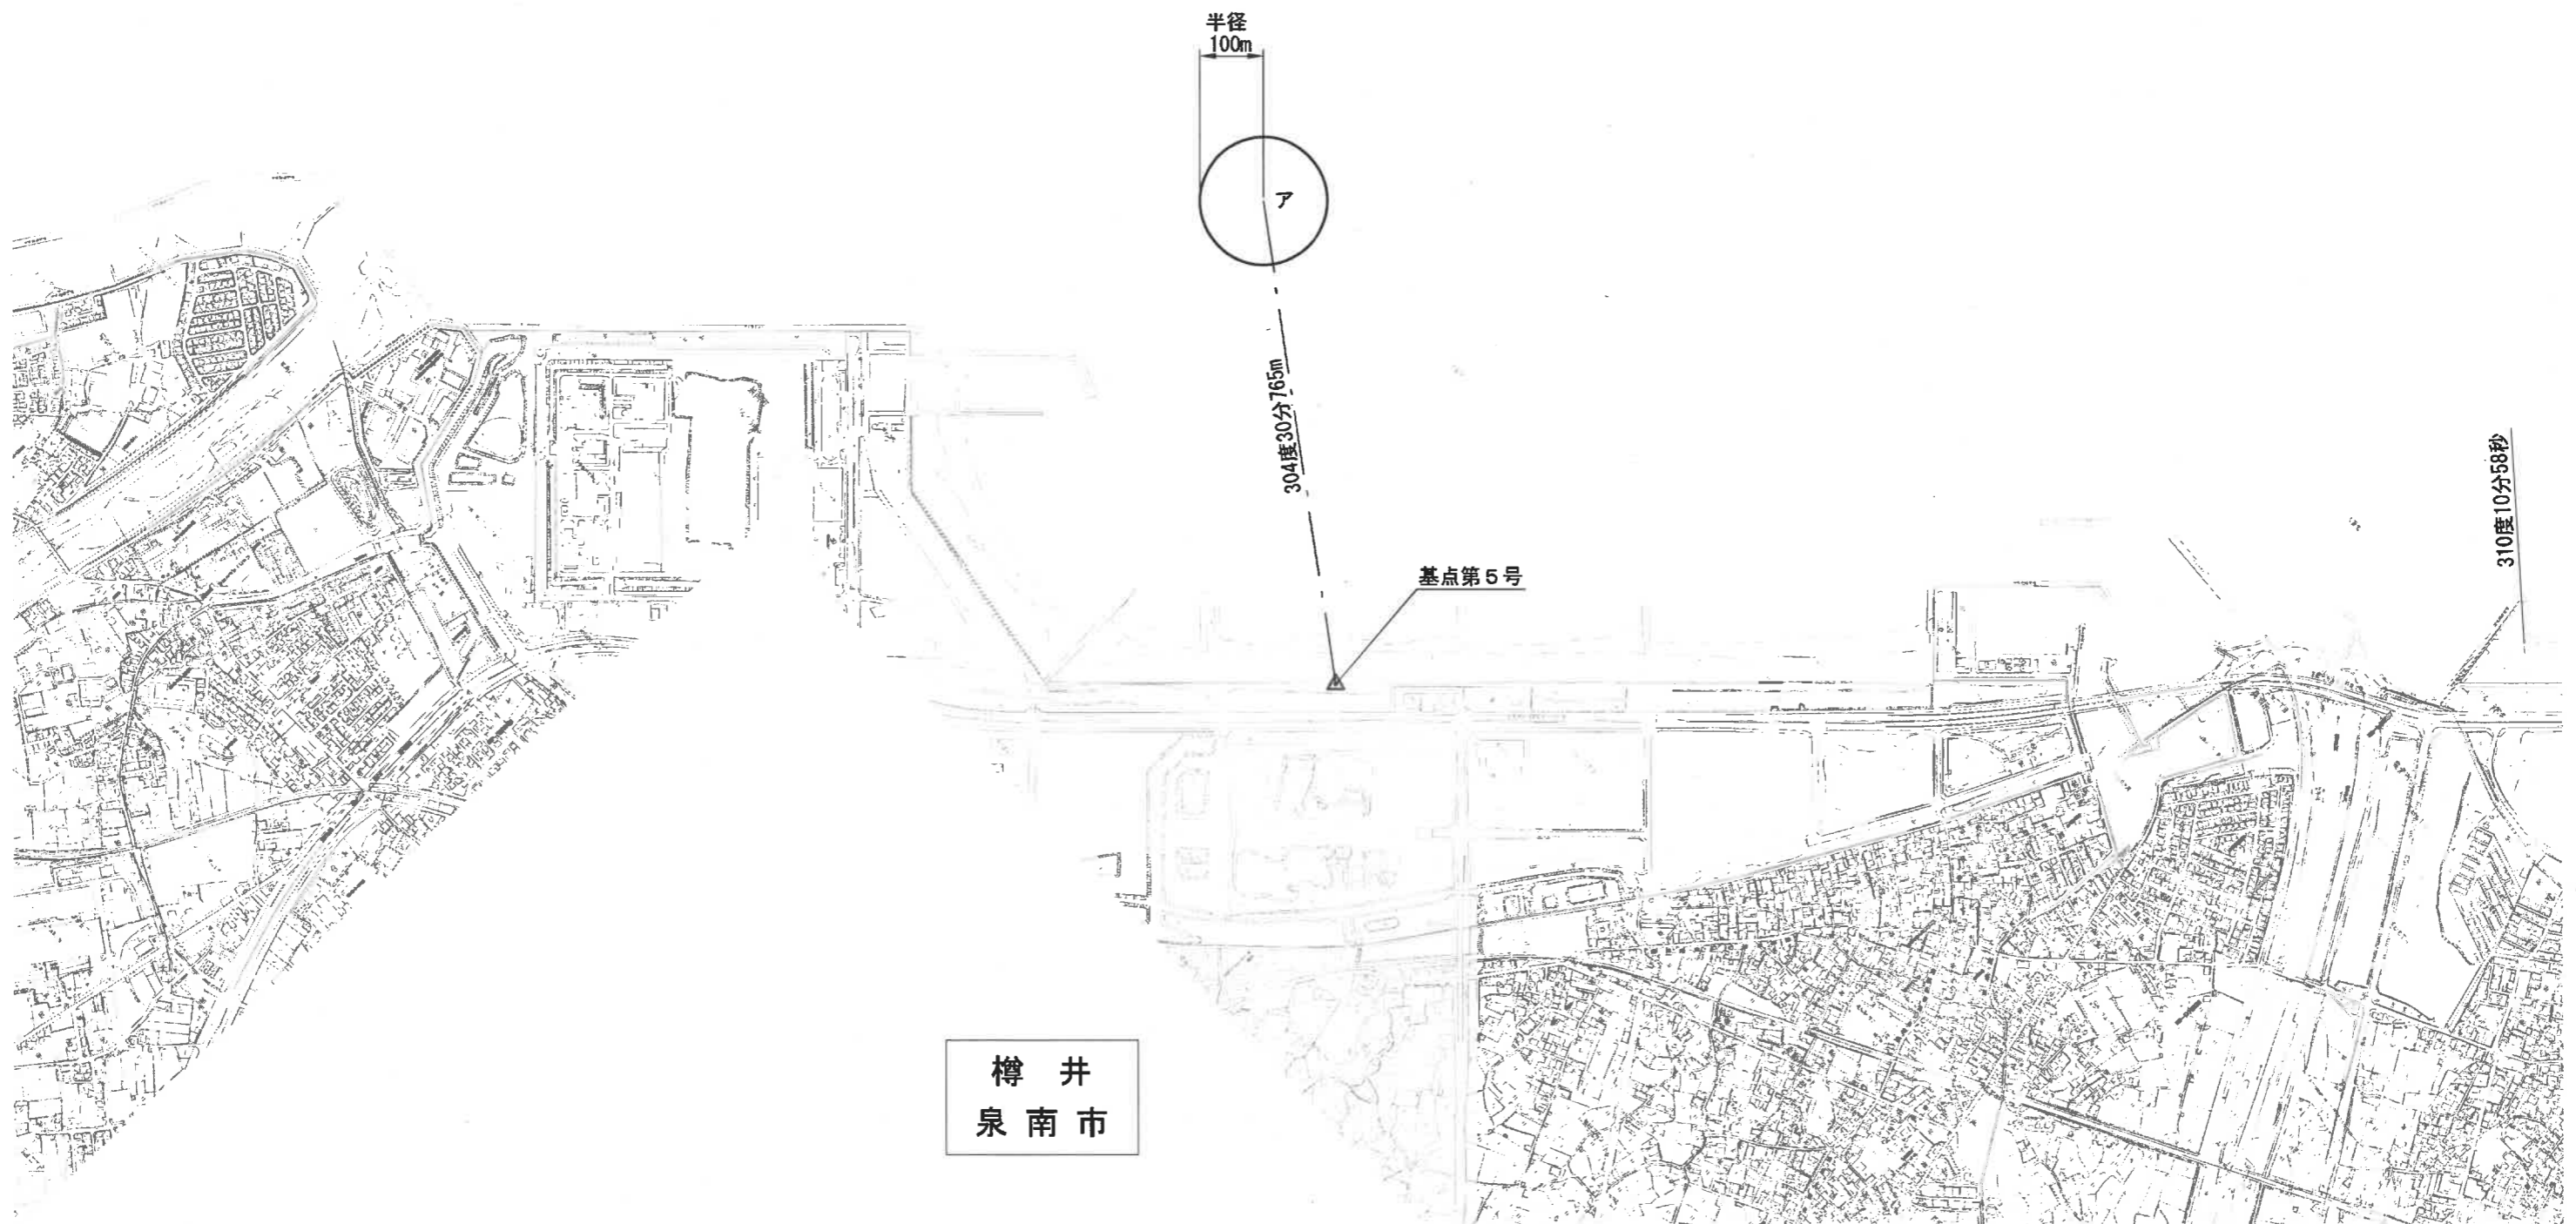 半径
100m
ア
304度30分765m
310度10分58秒
基点第5号
樽 井
泉 南 市